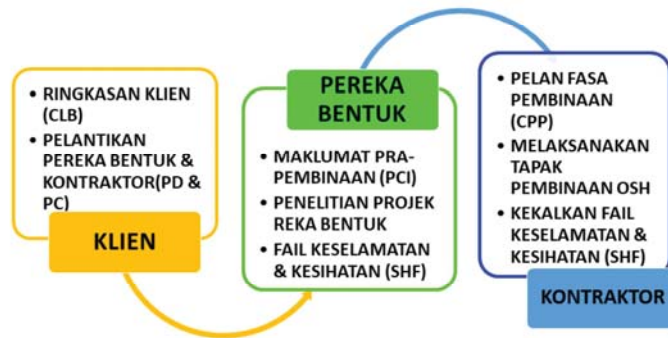 • RINGKASAN KLIEN
(CLB)
• PELANTIKAN
PEREKA BENTUK &
KONTRAKTOR(PD &
PC)
KLIEN
PEREKA
BENTUK
• MAKLUMAT PRA-
PEMBINAAN (PCI)
• PENELITIAN PROJEK
REKA BENTUK
• FAIL KESELAMATAN
& KESIHATAN (SHF)
• PELAN FASA
PEMBINAAN
(CPP)
• MELAKSANAKAN
TAPAK
PEMBINAAN OSH
• KEKALKAN FAIL
KESELAMATAN &
KESIHATAN (SHF)
KONTRAKTOR